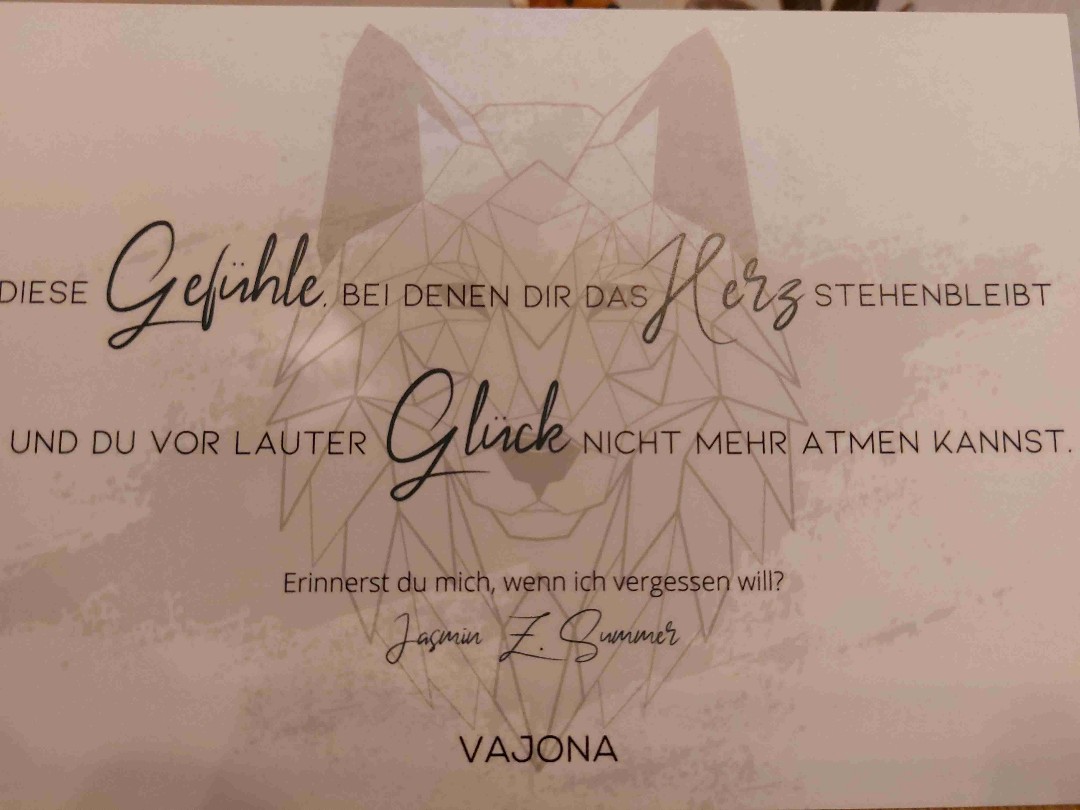 DIESE Gefühle, BEI DENEN DIR DAS Herz STEHENBLEIBT
UND DU VOR LAUTER Glück NICHT MEHR ATMEN KANNST.
Erinnerst du mich, wenn ich vergessen will?
Jasmin Z. Summer
VAJONA